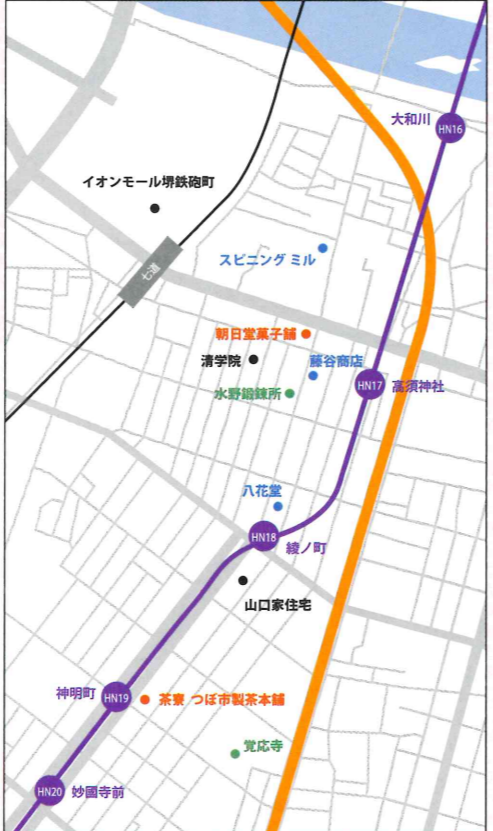 大和川
HN16
イオンモール堺鉄砲町
スピニング ミル
七道
朝日堂菓子舗
清学院
藤谷商店
水野鍛錬所
HN17
高須神社
八花堂
HN18
綾ノ町
山口家住宅
神明町
HN19
茶寮 つぼ市製茶本舗
覚応寺
HN20
妙國寺前